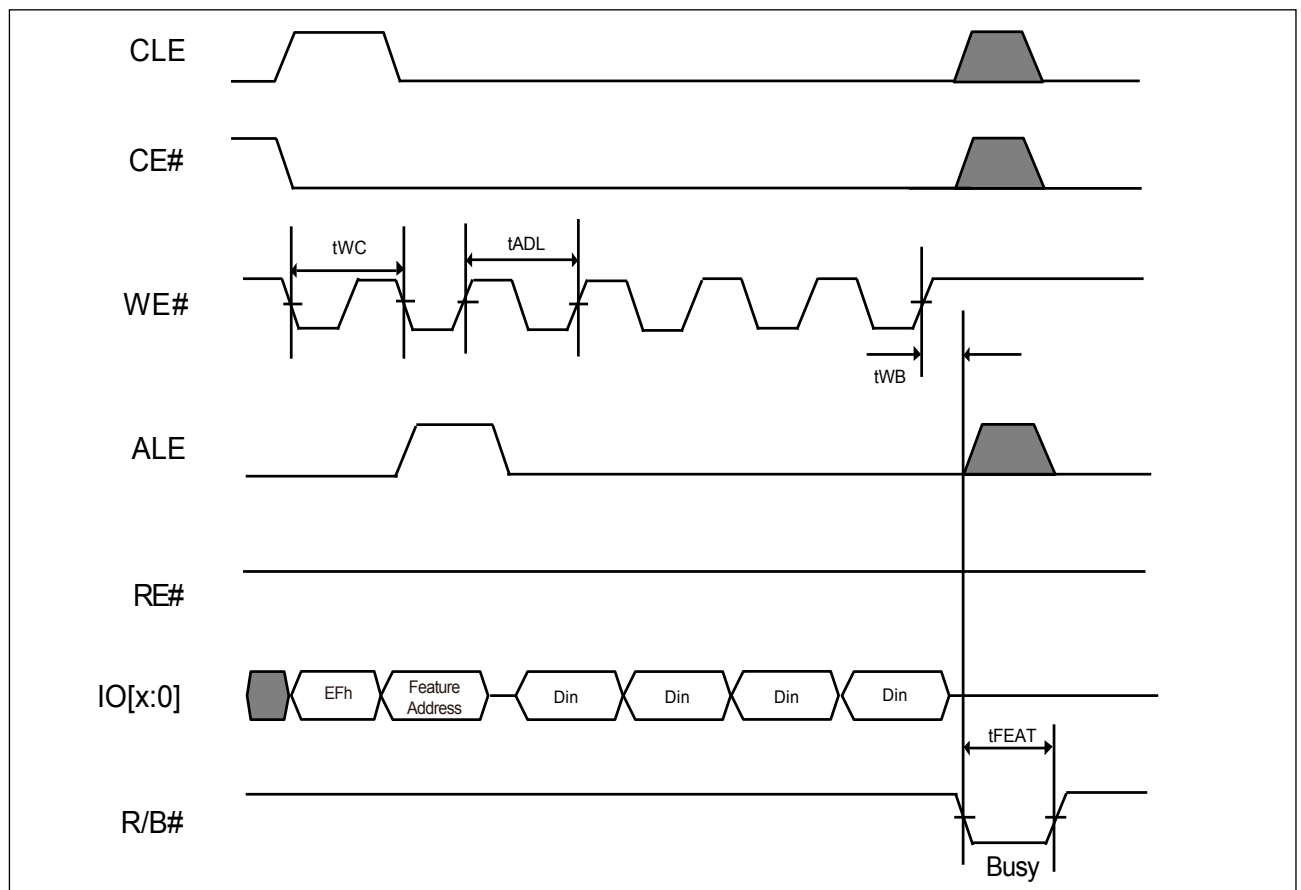 CLE
CE#
tWC
tADL
WE#
tWB
ALE
RE#
IO[x:0]
EFh
Feature
Address
Din
Din
Din
Din
tFEAT
R/B#
Busy